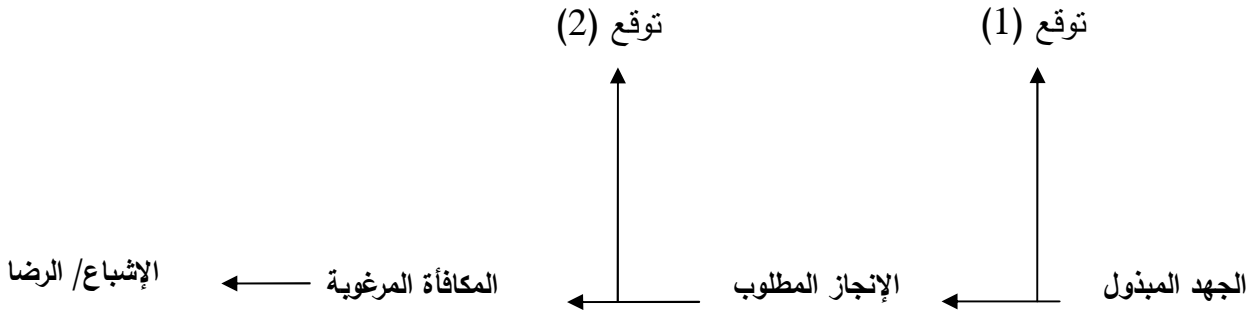 توقع (1)
توقع (2)
الجهد المبذول
الإنجاز المطلوب
المكافأة المرغوبة
الإشباع/ الرضا